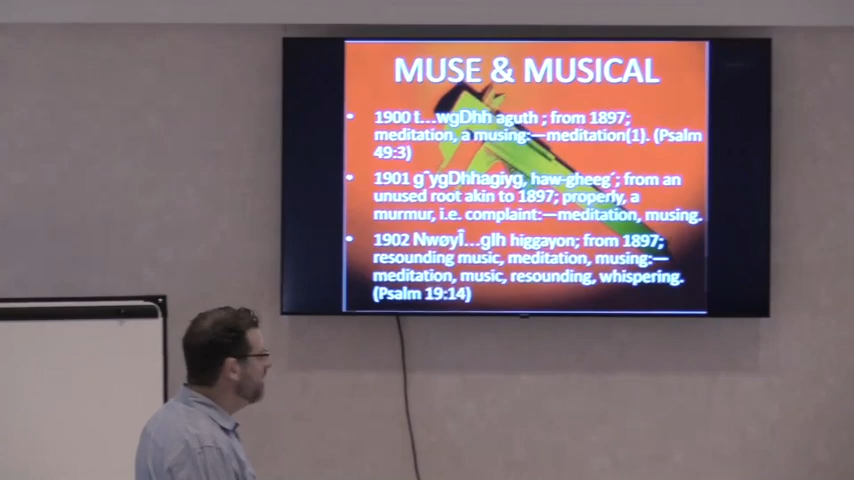 MUSE & MUSICAL
• 1900 t…wgDhh aguth ; from 1897;
meditation, a musing:—meditation(1). (Psalm
49:3)
• 1901 gˆygDhhagiyg, haw-gheeg´; from an
unused root akin to 1897; properly, a
murmur, i.e. complaint:—meditation, musing.
• 1902 NwøyÎ…gIh higgayon; from 1897;
resounding music, meditation, musing:—
meditation, music, resounding, whispering.
(Psalm 19:14)